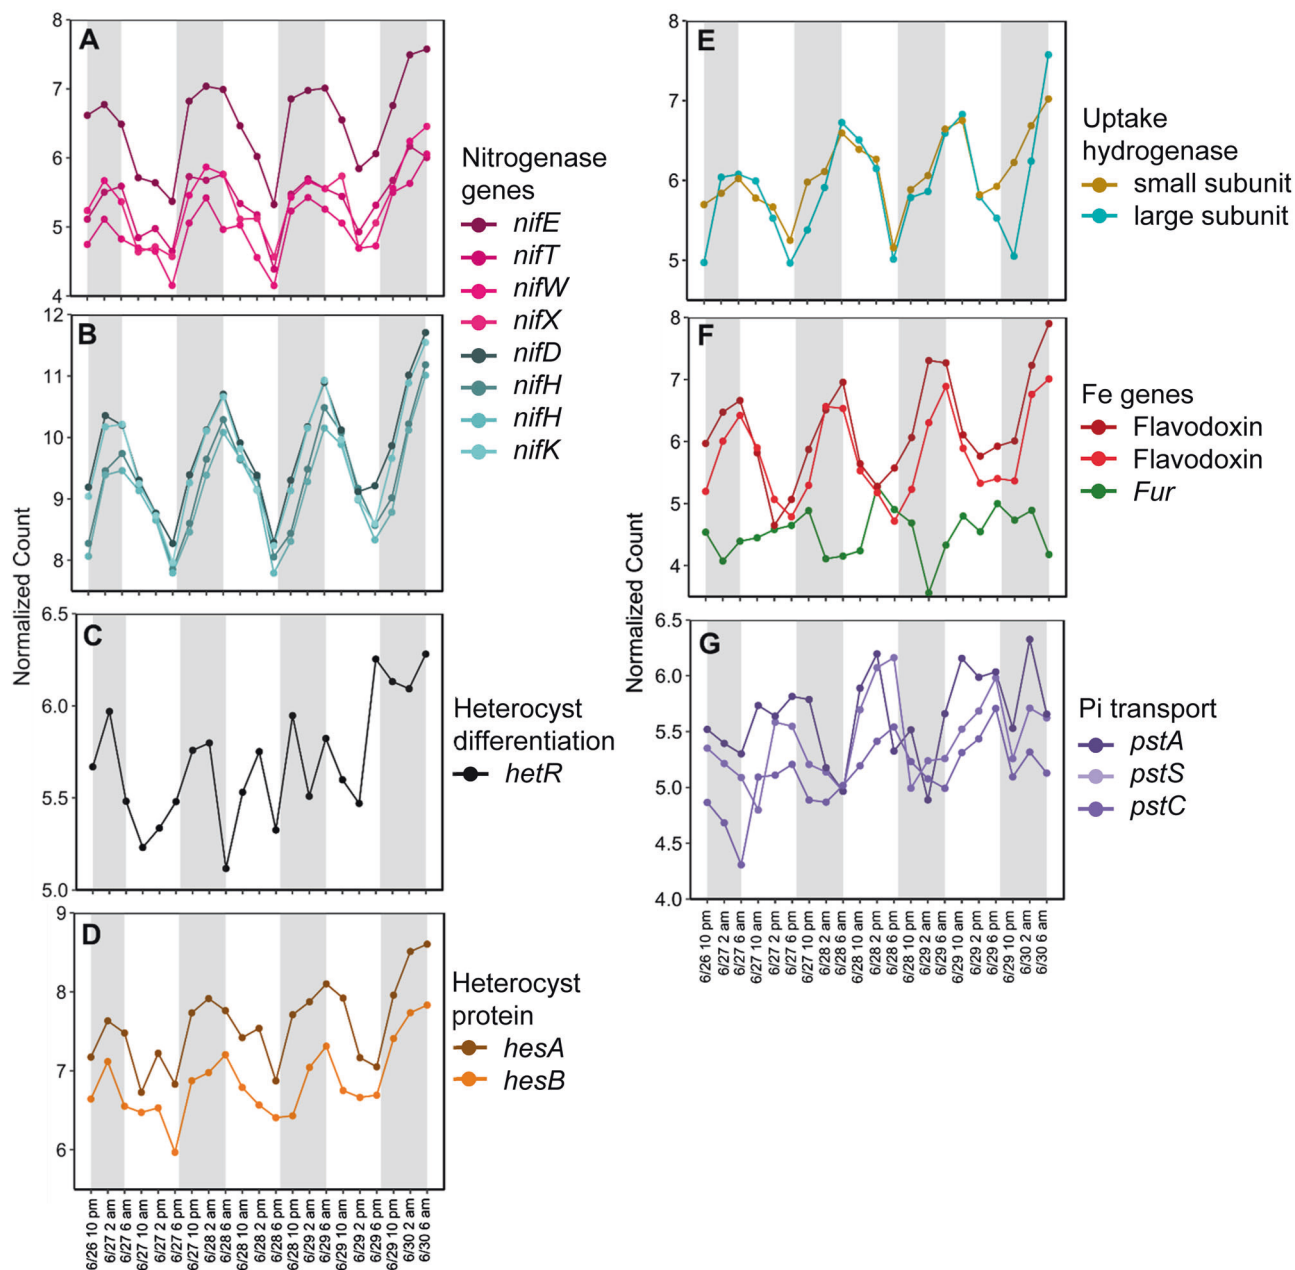 A
8
7
6
5
4
Nitrogenase
genes
nifE
nifT
nifW
nifX
nifD
nifH
nifH
nifK
B
12
11
10
9
8
Normalized Count
C
6.5
6.0
5.5
5.0
Heterocyst
differentiation
hetR
D
9
8
7
6
Heterocyst
protein
hesA
hesB
6/26 10 pm
6/27 2 am
6/27 6 am
6/27 10 am
6/27 2 pm
6/27 6 pm
6/27 10 pm
6/28 2 am
6/28 6 am
6/28 10 am
6/28 2 pm
6/28 6 pm
6/28 10 pm
6/29 2 am
6/29 6 am
6/29 10 am
6/29 2 pm
6/29 6 pm
6/29 10 pm
6/30 2 am
6/30 6 am
E
8
7
6
5
Uptake
hydrogenase
small subunit
large subunit
F
8
7
6
5
4
Fe genes
Flavodoxin
Flavodoxin
Fur
Normalized Count
G
6.5
6.0
5.5
5.0
4.5
4.0
Pi transport
pstA
pstS
pstC
6/26 10 pm
6/27 2 am
6/27 6 am
6/27 10 am
6/27 2 pm
6/27 6 pm
6/27 10 pm
6/28 2 am
6/28 6 am
6/28 10 am
6/28 2 pm
6/28 6 pm
6/28 10 pm
6/29 2 am
6/29 6 am
6/29 10 am
6/29 2 pm
6/29 6 pm
6/29 10 pm
6/30 2 am
6/30 6 am